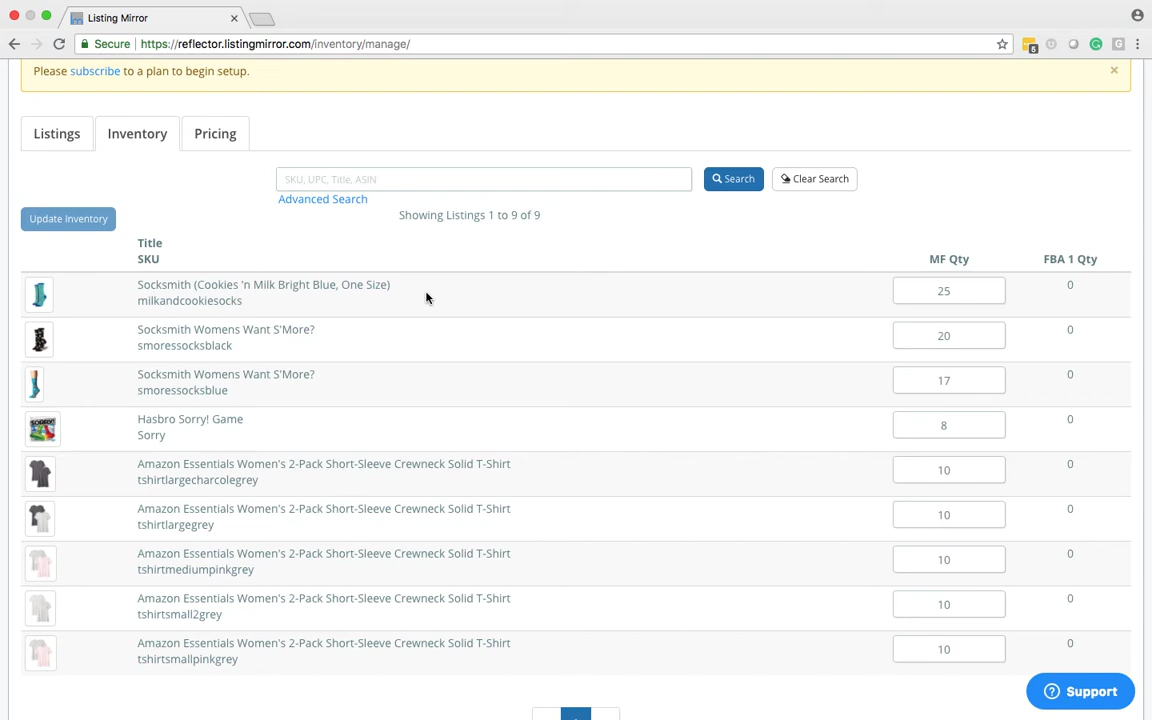 Listing Mirror
Secure https://reflector.listingmirror.com/inventory/manage/
6
G
Please subscribe to a plan to begin setup.
×
Listings
Inventory
Pricing
SKU, UPC, Title, ASIN
Search
Clear Search
Advanced Search
Showing Listings 1 to 9 of 9
Update Inventory
Title
SKU
MF Qty
FBA 1 Qty
Socksmith (Cookies 'n Milk Bright Blue, One Size)
milkandcookiesocks
25
0
Socksmith Womens Want S'More?
smoressocksblack
20
0
Socksmith Womens Want S'More?
smoressocksblue
17
0
SORRY!
Hasbro Sorry! Game
Sorry
8
0
Amazon Essentials Women's 2-Pack Short-Sleeve Crewneck Solid T-Shirt
tshirtlargecharcolegrey
10
0
Amazon Essentials Women's 2-Pack Short-Sleeve Crewneck Solid T-Shirt
tshirtlargegrey
10
0
Amazon Essentials Women's 2-Pack Short-Sleeve Crewneck Solid T-Shirt
tshirtmediumpinkgrey
10
0
Amazon Essentials Women's 2-Pack Short-Sleeve Crewneck Solid T-Shirt
tshirtsmall2grey
10
0
Amazon Essentials Women's 2-Pack Short-Sleeve Crewneck Solid T-Shirt
tshirtsmallpinkgrey
10
0
Support